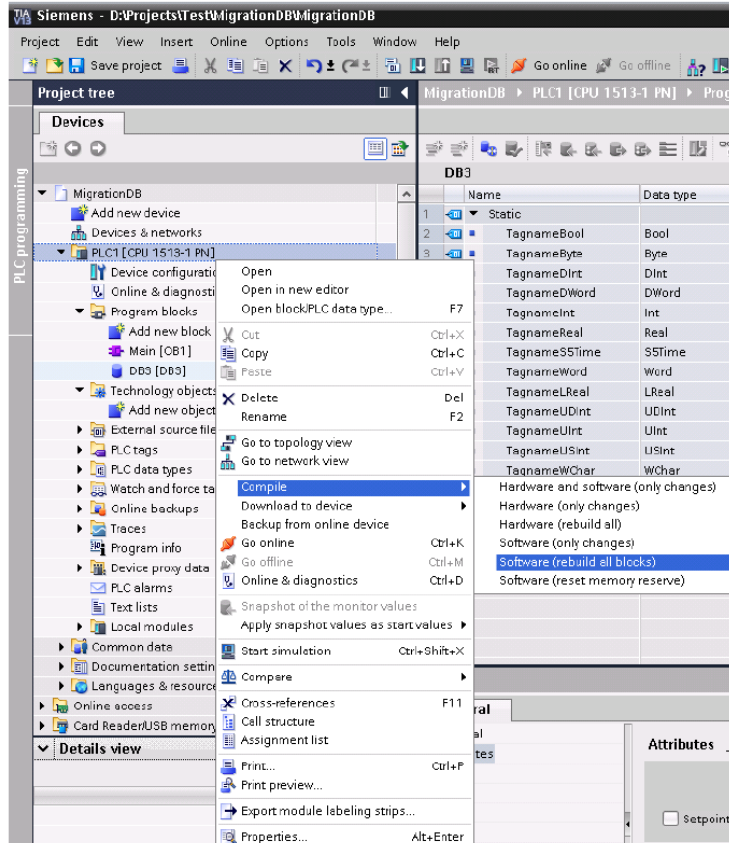 TIA V13 Siemens - D:\Projects\Test\MigrationDB\MigrationDB
Project Edit View Insert Online Options Tools Window Help
Save project Go online Go offline
Project tree
MigrationDB PLC1 [CPU 1513-1 PN]
Devices
PLC programming
DB3
Name Data type
MigrationDB
Add new device
Devices & networks
PLC1 [CPU 1513-1 PN]
Device
Online &
Program blocks
Add new block
Main [OB1]
DB3 [DB3]
Technology objects
Add new object
External source
PLC tags
PLC data types
Watch and force
Online backups
Traces
Program info
Device proxy data
PLC alarms
Text lists
Local modules
Common data
Documentation
Languages &
Online access
Card Reader/USB memory
Details view
1 Static
2 TagnameBool Bool
3 TagnameByte Byte
TagnameDInt DInt
TagnameDWord DWord
TagnameInt Int
TagnameReal Real
TagnameS5Time S5Time
TagnameWord Word
TagnameLReal LReal
TagnameUDInt UDInt
TagnameUInt UInt
TagnameUSInt USInt
TagnameWChar WChar
Open
Open in new editor
Open block/PLC data type... F7
Cut Ctrl+X
Copy Ctrl+C
Paste Ctrl+V
Delete Del
Rename F2
Go to topology view
Go to network view
Compile
Download to device
Backup from online device
Go online Ctrl+K
Go offline Ctrl+M
Online & diagnostics Ctrl+D
Snapshot of the monitor values
Apply snapshot values as start values
Start simulation Ctrl+Shift+X
Compare
Cross-references F11
Call structure
Assignment list
Print... Ctrl+P
Print preview...
Export module labeling strips...
Properties... Alt+Enter
Hardware and software (only changes)
Hardware (only changes)
Hardware (rebuild all)
Software (only changes)
Software (rebuild all blocks)
Software (reset memory reserve)
Attributes
Setpoint